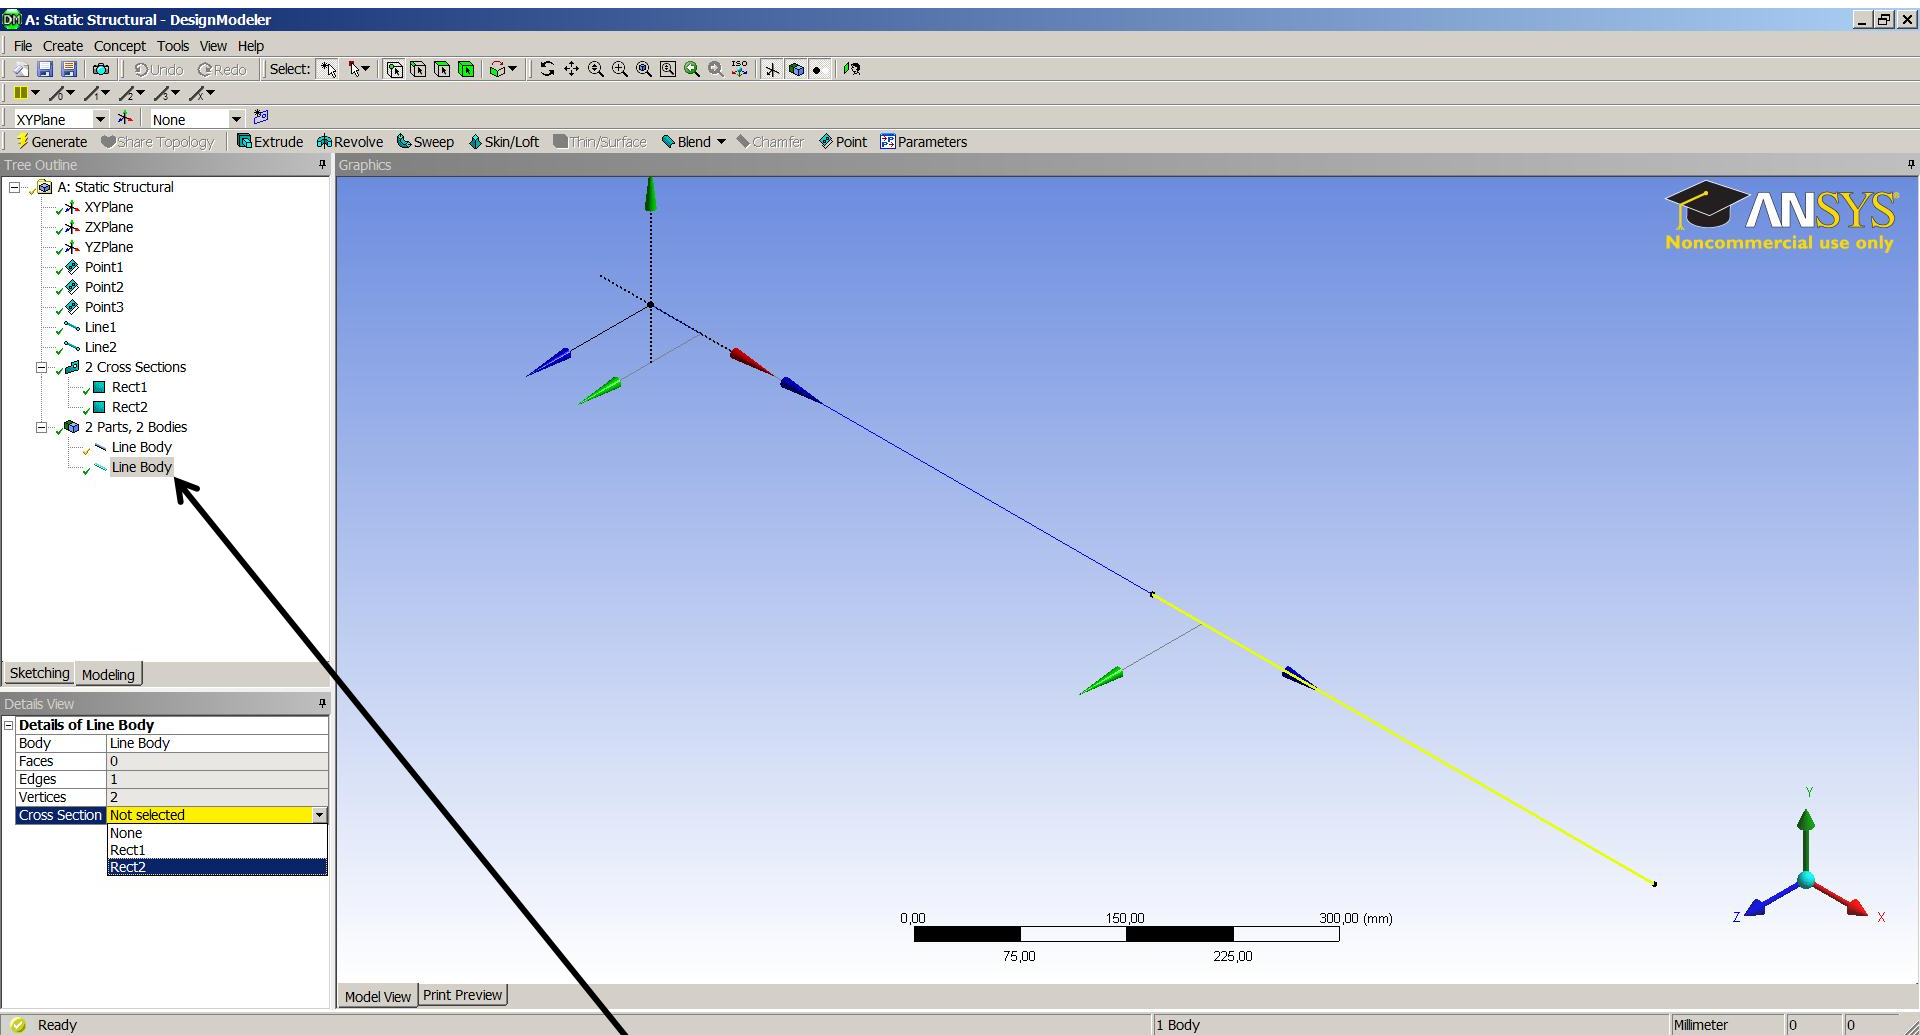 A: Static Structural - DesignModeler
File Create Concept Tools View Help
Undo Redo Select: ISO
XYPlane None
Generate Share Topology Extrude Revolve Sweep Skin/Loft Thin/Surface Blend Chamfer Point Parameters
Tree Outline
A: Static Structural
XYPlane
ZXPlane
YZPlane
Point1
Point2
Point3
Line1
Line2
2 Cross Sections
Rect1
Rect2
2 Parts, 2 Bodies
Line Body
Line Body
Sketching Modeling
Details View
Details of Line Body
Body Line Body
Faces 0
Edges 1
Vertices 2
Cross Section Not selected
None
Rect1
Rect2
Graphics
ANSYS
Noncommercial use only
Y
Z X
0,00 150,00 300,00 (mm)
75,00 225,00
Model View Print Preview
Ready 1 Body Millimeter 0 0